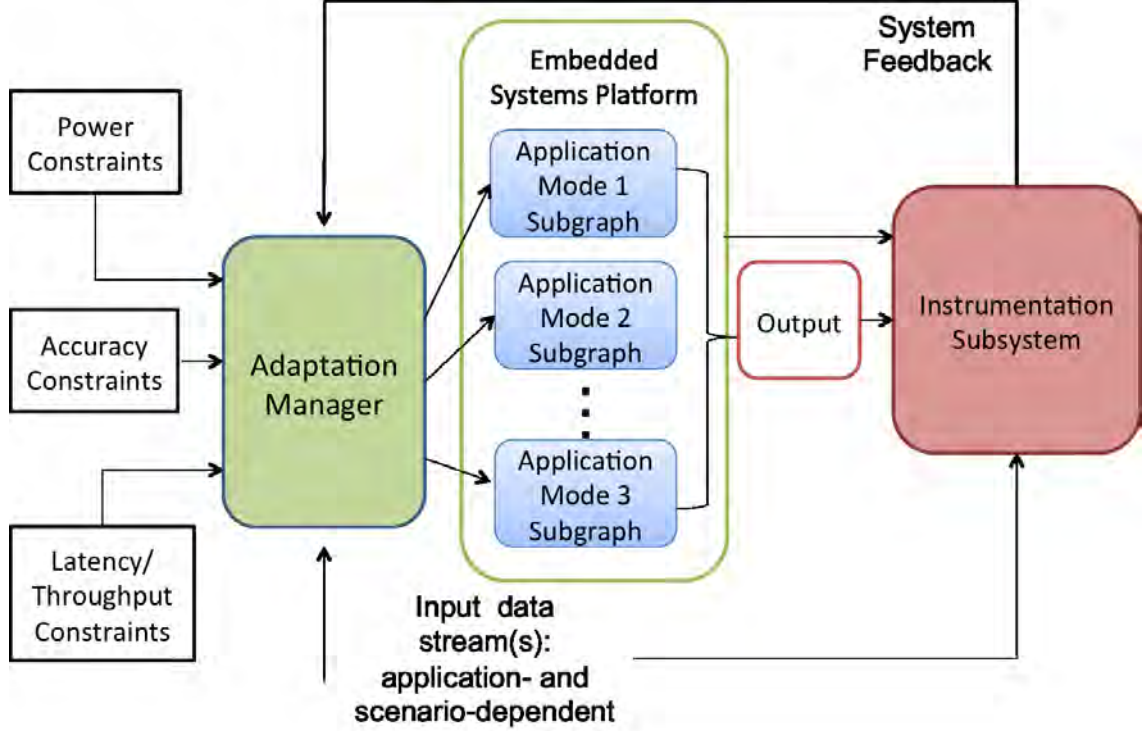 System
Feedback
Embedded
Systems Platform
Power
Constraints
Application
Mode 1
Subgraph
Accuracy
Constraints
Adaptation
Manager
Application
Mode 2
Subgraph
Output
Instrumentation
Subsystem
Application
Mode 3
Subgraph
Latency/
Throughput
Constraints
Input data
stream(s):
application- and
scenario-dependent